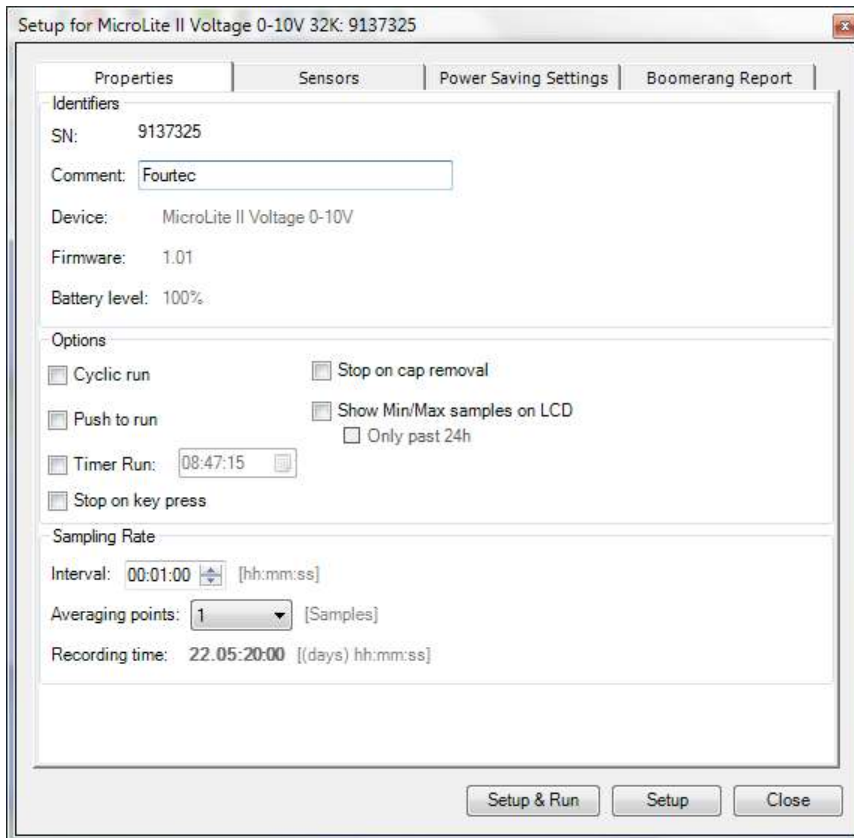 Setup for MicroLite II Voltage 0-10V 32K: 9137325
Properties Sensors Power Saving Settings Boomerang Report
Identifiers
SN: 9137325
Comment: Fourtec
Device: MicroLite II Voltage 0-10V
Firmware: 1.01
Battery level: 100%
Options
Cyclic run
Stop on cap removal
Push to run
Show Min/Max samples on LCD
Only past 24h
Timer Run: 08:47:15
Stop on key press
Sampling Rate
Interval: 00:01:00 [hh:mm:ss]
Averaging points: 1 [Samples]
Recording time: 22.05:20:00 [(days) hh:mm:ss]
Setup & Run Setup Close